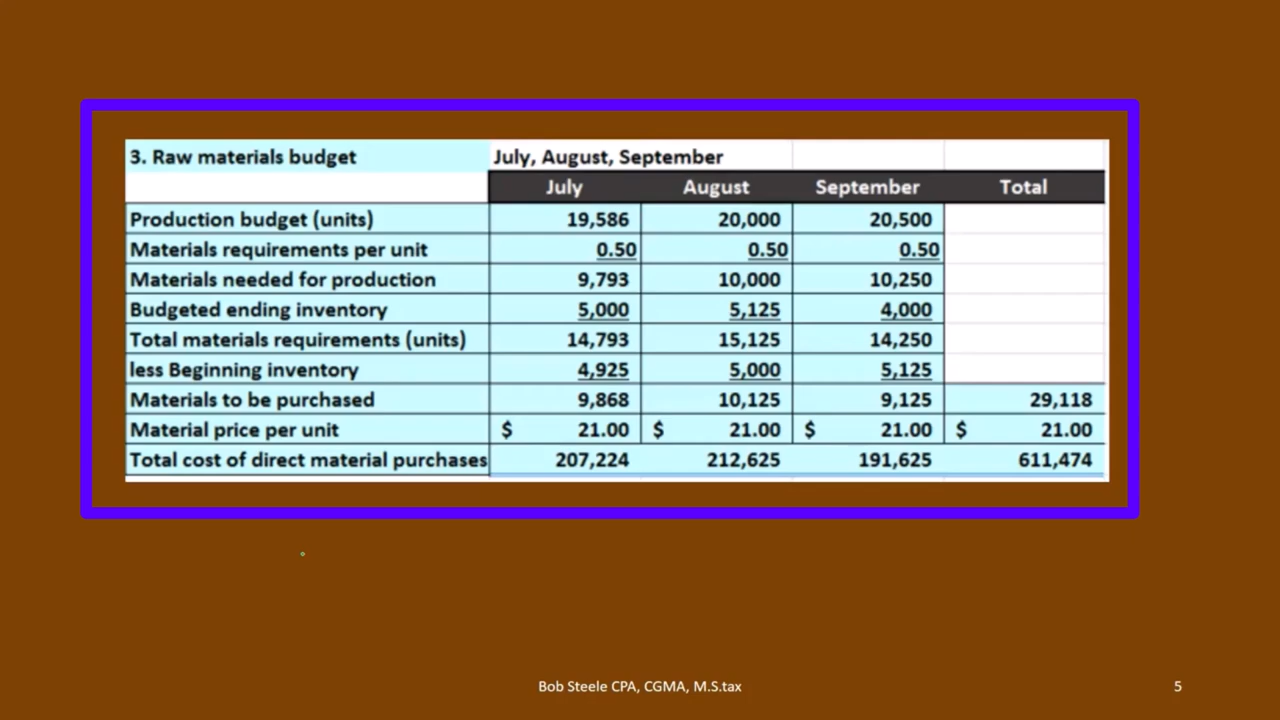 3. Raw materials budget July, August, September
July August September Total
Production budget (units) 19,586 20,000 20,500
Materials requirements per unit 0.50 0.50 0.50
Materials needed for production 9,793 10,000 10,250
Budgeted ending inventory 5,000 5,125 4,000
Total materials requirements (units) 14,793 15,125 14,250
less Beginning inventory 4,925 5,000 5,125
Materials to be purchased 9,868 10,125 9,125 29,118
Material price per unit $ 21.00 $ 21.00 $ 21.00 $ 21.00
Total cost of direct material purchases 207,224 212,625 191,625 611,474
Bob Steele CPA, CGMA, M.S.tax 5